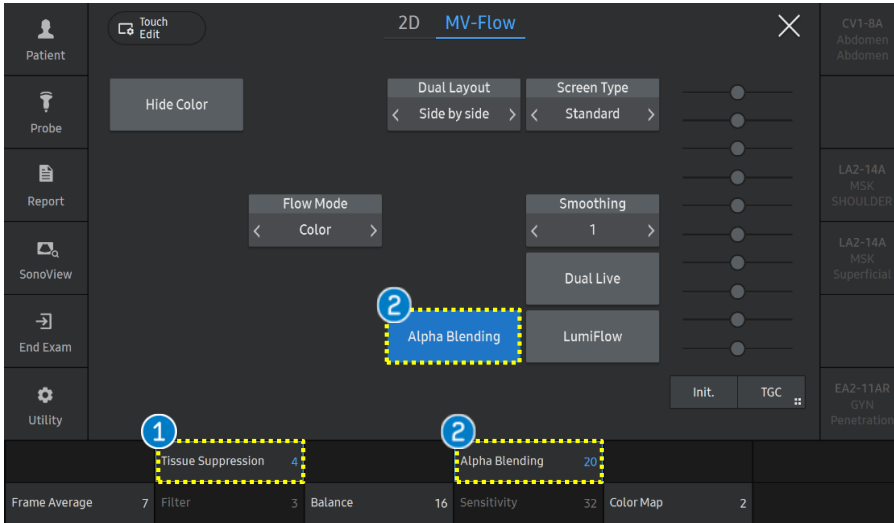 Patient
Probe
Report
SonoView
End Exam
Utility
Touch
Edit
2D MV-Flow
Hide Color
Dual Layout
< Side by side >
Screen Type
< Standard >
Flow Mode
< Color >
Smoothing
< 1 >
Dual Live
2
Alpha Blending
LumiFlow
Init. TGC
CV1-8A
Abdomen
Abdomen
LA2-14A
MSK
SHOULDER
LA2-14A
MSK
Superficial
EA2-11AR
GYN
Penetration
1
Tissue Suppression 4
2
Alpha Blending 20
Frame Average 7
Filter 3
Balance 16
Sensitivity 32
Color Map 2